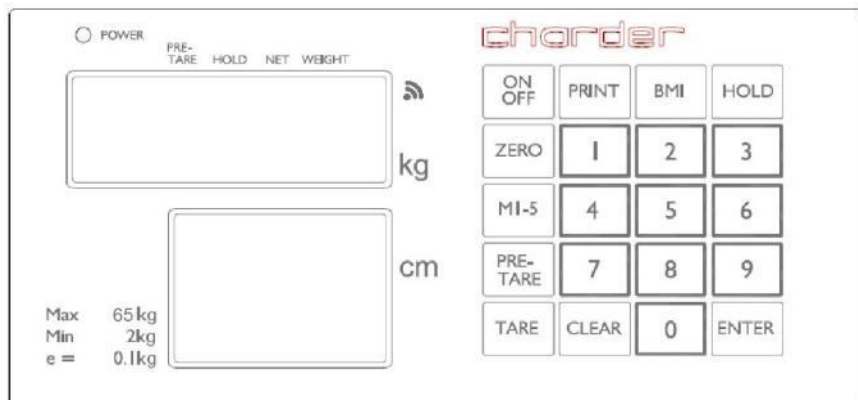 POWER
PRE-
TARE HOLD NET WEIGHT
kg
cm
Max 65kg
Min 2kg
e = 0.1kg
charder
ON
OFF PRINT BMI HOLD
ZERO 1 2 3
M1-5 4 5 6
PRE-
TARE 7 8 9
TARE CLEAR 0 ENTER